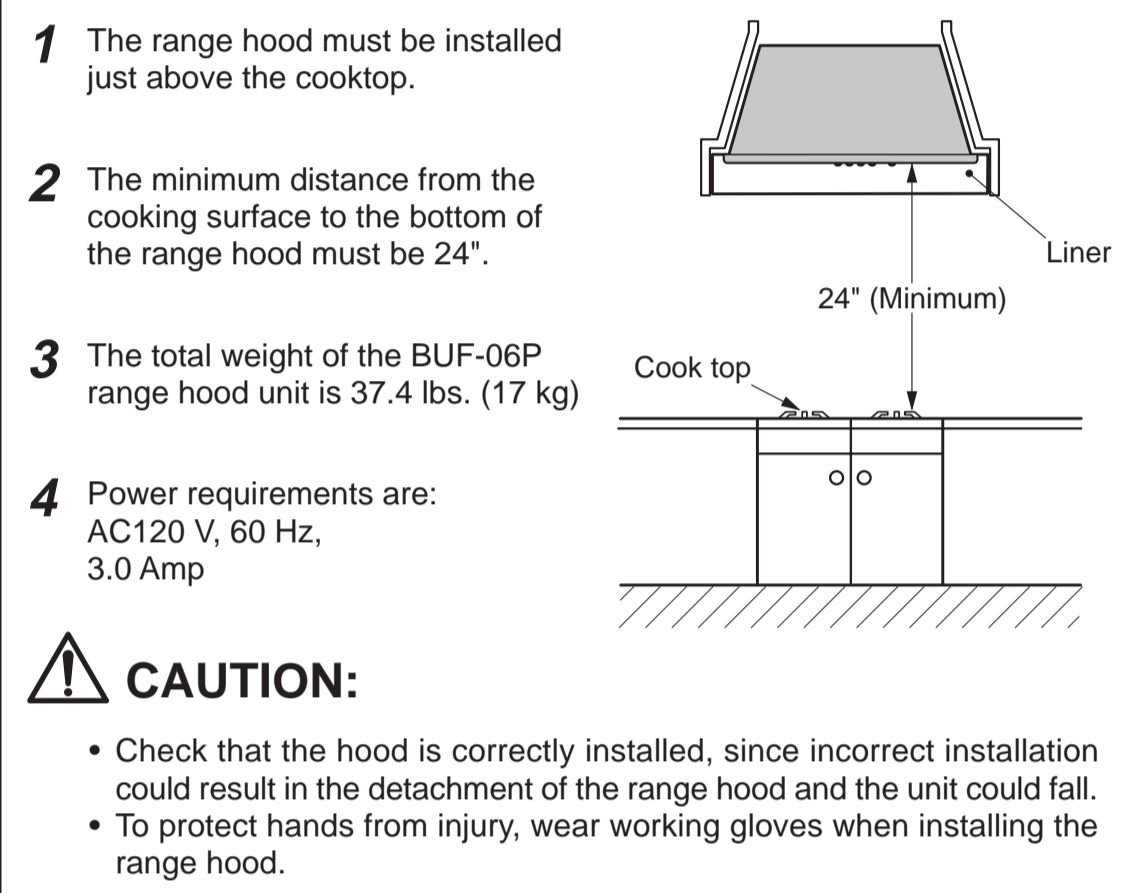 1 The range hood must be installed
just above the cooktop.
2 The minimum distance from the
cooking surface to the bottom of
the range hood must be 24".
3 The total weight of the BUF-06P
range hood unit is 37.4 lbs. (17 kg)
4 Power requirements are:
AC120 V, 60 Hz,
3.0 Amp
Liner
24" (Minimum)
Cook top
CAUTION:
• Check that the hood is correctly installed, since incorrect installation
could result in the detachment of the range hood and the unit could fall.
• To protect hands from injury, wear working gloves when installing the
range hood.